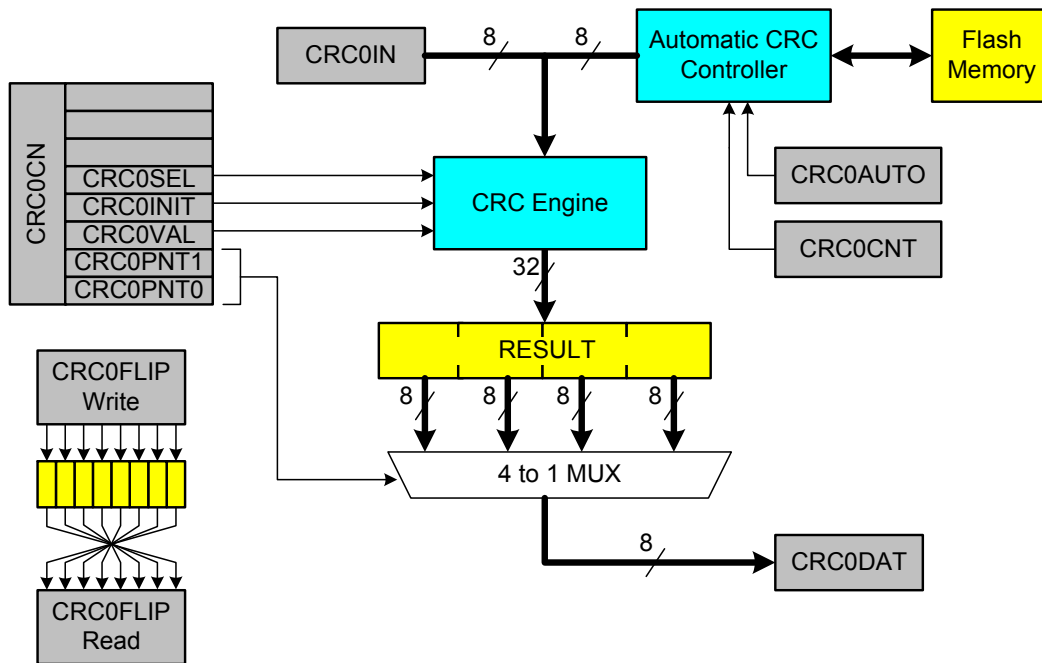 CRC0IN
8
8
Automatic CRC
Controller
Flash
Memory
CRC0CN
CRC0SEL
CRC0INIT
CRC0VAL
CRC0PNT1
CRC0PNT0
CRC Engine
CRC0AUTO
CRC0CNT
32
RESULT
8
8
8
8
4 to 1 MUX
8
CRC0DAT
CRC0FLIP
Write
CRC0FLIP
Read